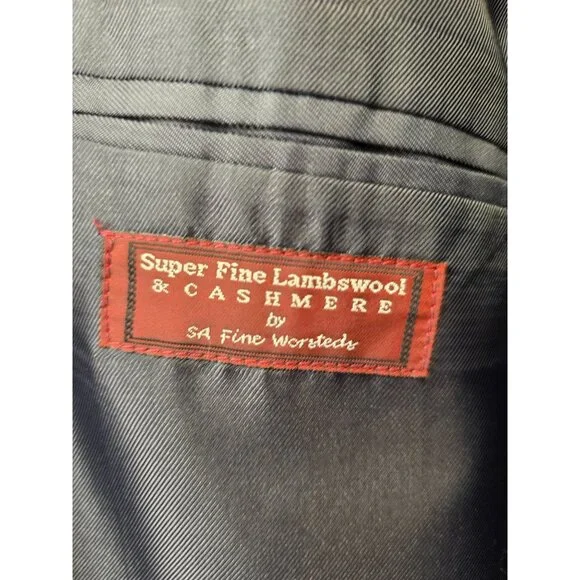 Super Fine Lambswool
& CASHMERE
by
SA Fine Worsteds